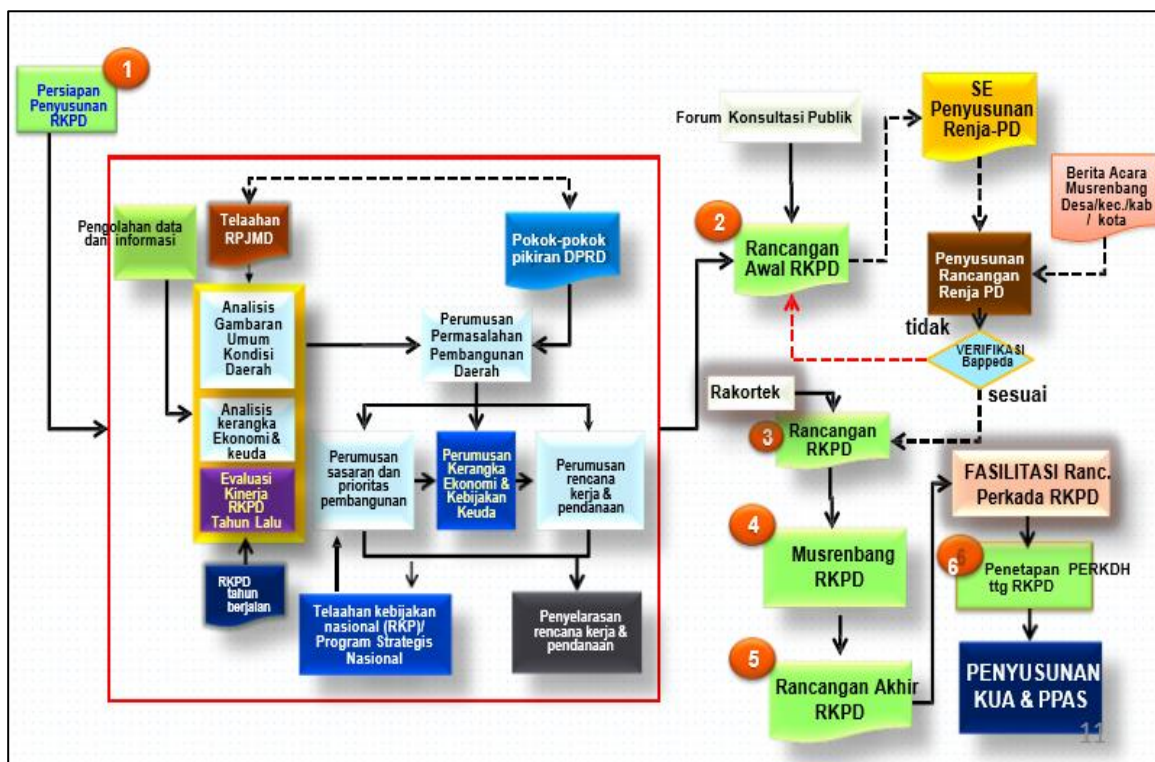 1
Persiapan
Penyusunan
RKPD
Pengolahan data
dan informasi
Telaahan
RPJMD
Pokok-pokok
pikiran DPRD
Analisis
Gambaran
Umum
Kondisi
Daerah
Analisis
kerangka
Ekonomi &
keuda
Evaluasi
Kinerja
RKPD
Tahun Lalu
RKPD
tahun
berjalan
Perumusan
Permasalahan
Pembangunan
Daerah
Perumusan
sasaran dan
prioritas
pembangunan
Perumusan
Kerangka
Ekonomi &
Kebijakan
Keuda
Perumusan
rencana
kerja &
pendanaan
Telaahan kebijakan
nasional (RKP)/
Program Strategis
Nasional
Penyelarasan
rencana kerja &
pendanaan
Forum Konsultasi Publik
2
Rancangan
Awal RKPD
SE
Penyusunan
Renja-PD
Berita Acara
Musrenbang
Desa/kec./kab
/ kota
Penyusunan
Rancangan
Renja PD
tidak
VERIFIKASI
Bappeda
sesuai
Rakortek
3
Rancangan
RKPD
4
Musrenbang
RKPD
5
Rancangan Akhir
RKPD
FASILITASI Ranc.
Perkada RKPD
6
Penetapan PERKDH
ttg RKPD
PENYUSUNAN
KUA & PPAS
11